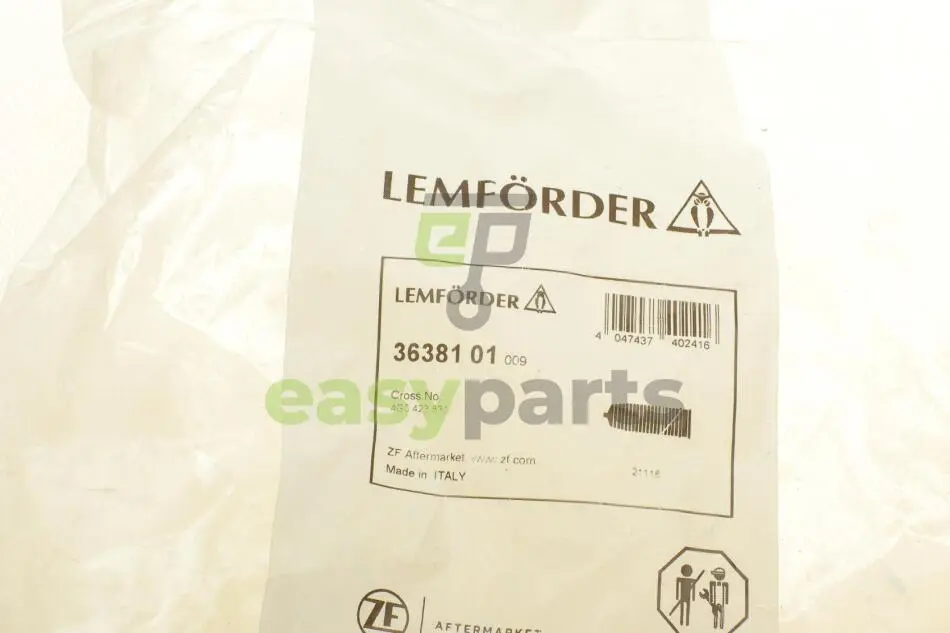 LEMFÖRDER
LEMFÖRDER
4 047437 402416
36381 01 009
easyparts
Cross.No
ZF Aftermarket, www.zf.com
Made in ITALY
21116
ZF
AFTERMARKET